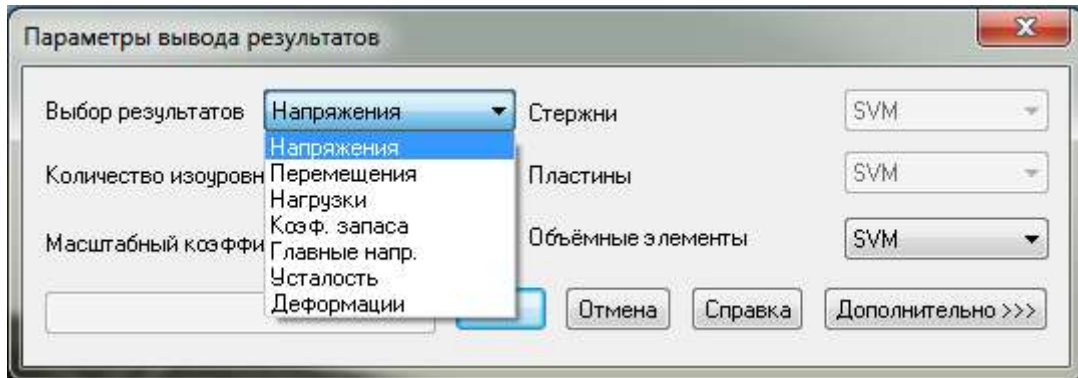 Параметры вывода результатов
Выбор результатов Напряжения Стержни SVM
Напряжения
Количество изоуровн Перемещения Пластины SVM
Нагрузки
Коэф. запаса
Масштабный коэффи Главные напр. Объёмные элементы SVM
Усталость
Деформации
Отмена Справка Дополнительно >>>